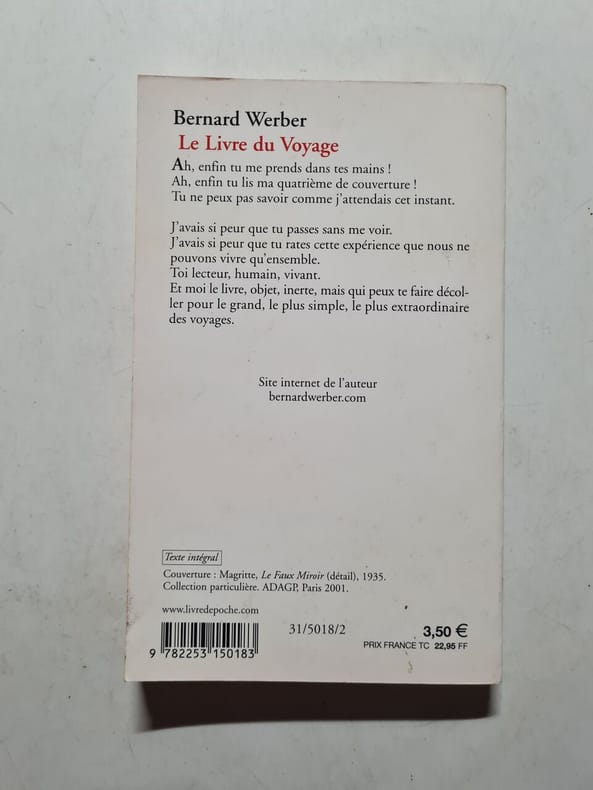 Bernard Werber
Le Livre du Voyage
Ah, enfin tu me prends dans tes mains !
Ah, enfin tu lis ma quatrième de couverture !
Tu ne peux pas savoir comme j'attendais cet instant.
J'avais si peur que tu passes sans me voir.
J'avais si peur que tu rates cette expérience que nous ne
pouvons vivre qu'ensemble.
Toi lecteur, humain, vivant.
Et moi le livre, objet, inerte, mais qui peux te faire décol-
ler pour le grand, le plus simple, le plus extraordinaire
des voyages.
Site internet de l'auteur
bernardwerber.com
Texte intégral
Couverture : Magritte, Le Faux Miroir (détail), 1935.
Collection particulière. ADAGP, Paris 2001.
www.livredepoche.com
31/5018/2
3,50 €
PRIX FRANCE TC 22,95 FF
9 782253 150183